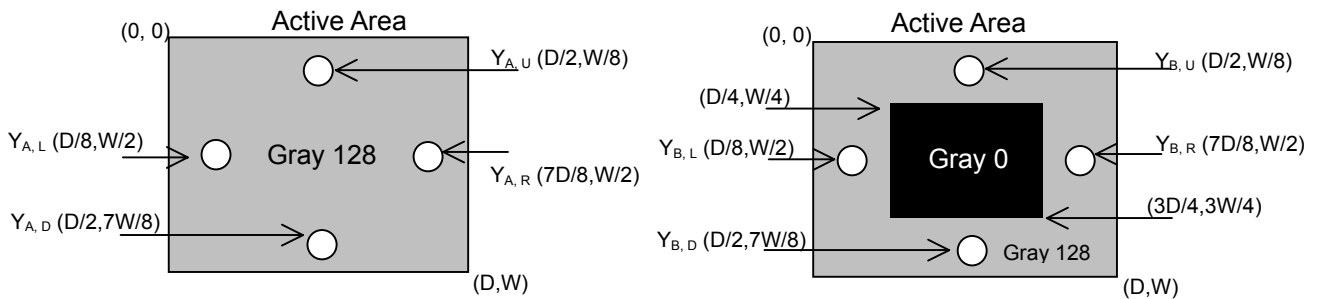 Active Area
(0, 0)
Y_A, U (D/2,W/8)
Y_A, L (D/8,W/2)
Gray 128
Y_A, R (7D/8,W/2)
Y_A, D (D/2,7W/8)
(D,W)
Active Area
(0, 0)
Y_B, U (D/2,W/8)
(D/4,W/4)
Y_B, L (D/8,W/2)
Gray 0
Y_B, R (7D/8,W/2)
(3D/4,3W/4)
Y_B, D (D/2,7W/8)
Gray 128
(D,W)